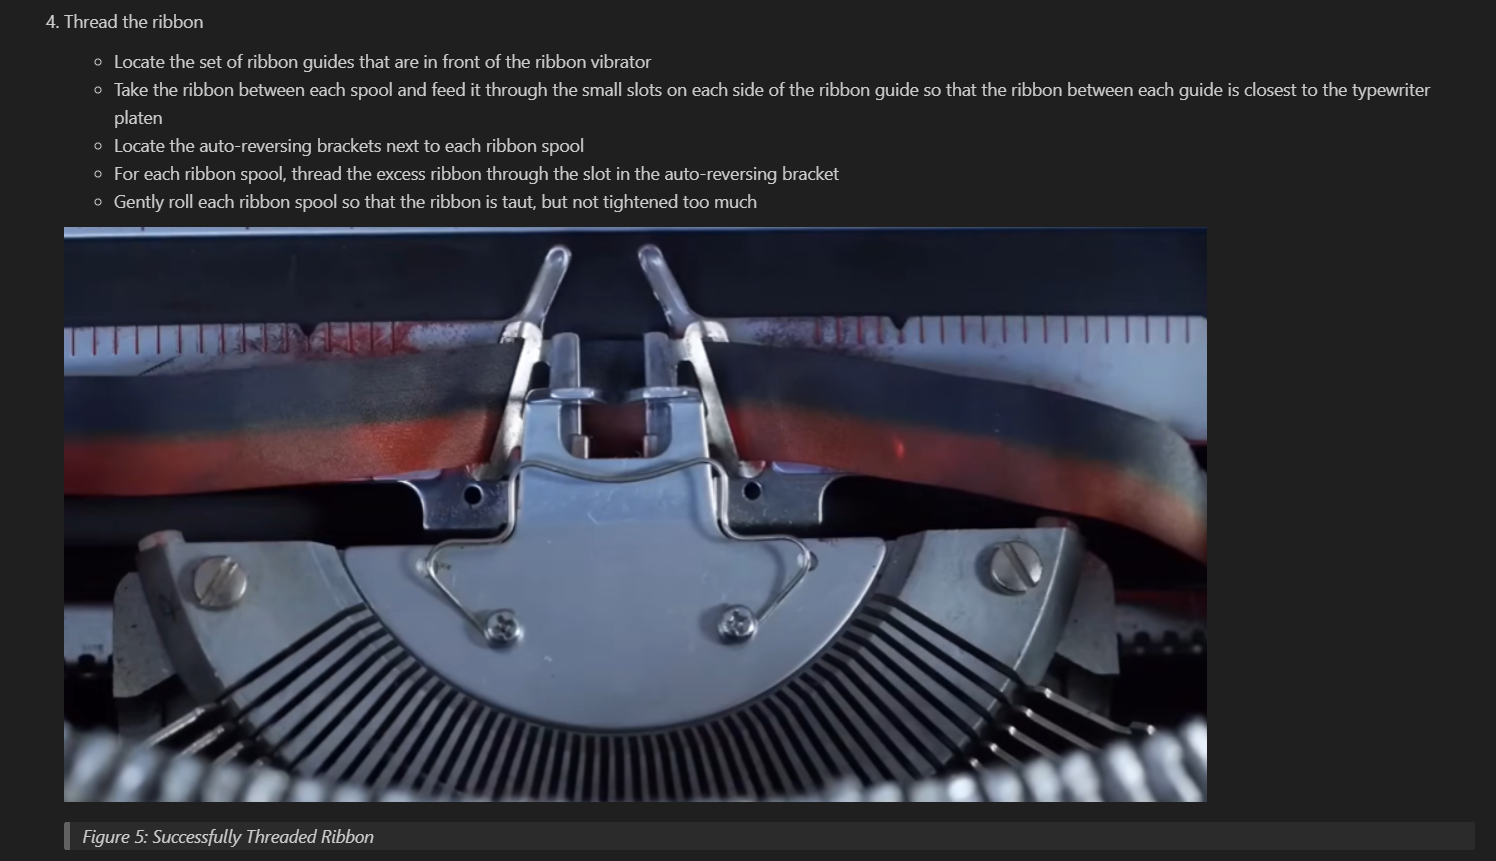 4. Thread the ribbon
Locate the set of ribbon guides that are in front of the ribbon vibrator
Take the ribbon between each spool and feed it through the small slots on each side of the ribbon guide so that the ribbon between each guide is closest to the typewriter
platen
Locate the auto-reversing brackets next to each ribbon spool
For each ribbon spool, thread the excess ribbon through the slot in the auto-reversing bracket
Gently roll each ribbon spool so that the ribbon is taut, but not tightened too much
Figure 5: Successfully Threaded Ribbon